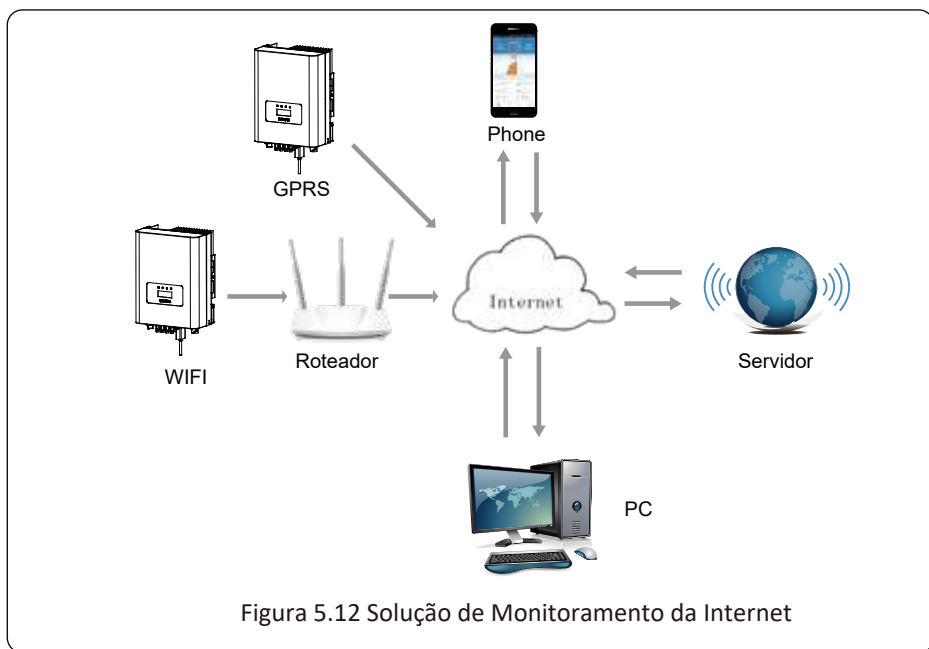 Phone
GPRS
Internet
WIFI
Roteador
Servidor
PC
Figura 5.12 Solução de Monitoramento da Internet